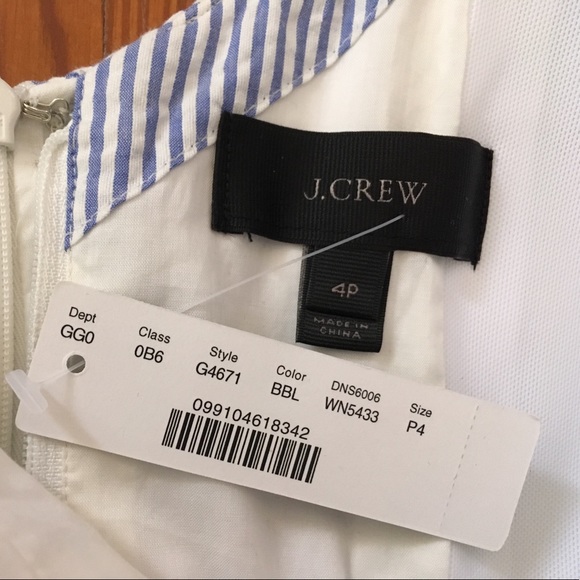 J.CREW
4P
MADE IN
CHINA
Dept Class Style Color DNS6006 Size
GG0 0B6 G4671 BBL WN5433 P4
099104618342